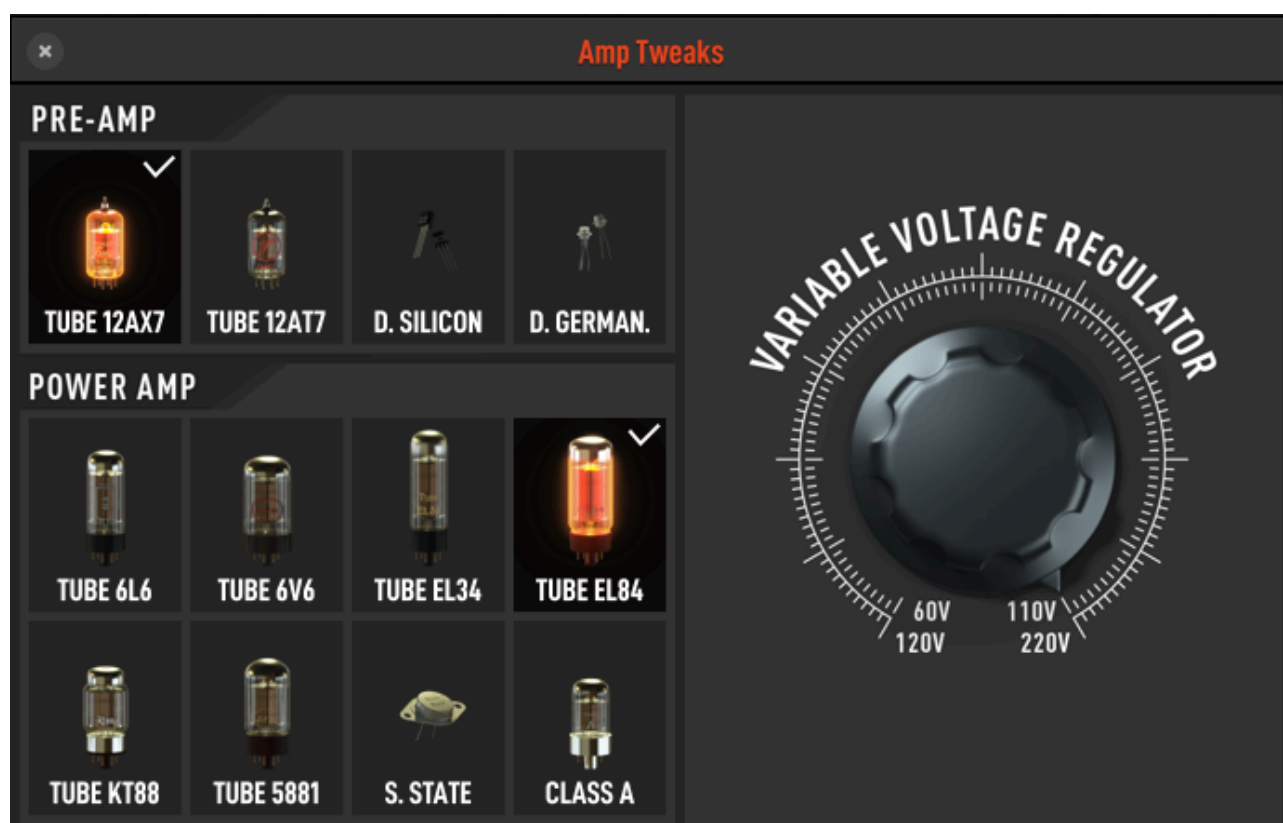 Amp Tweaks
PRE-AMP
TUBE 12AX7
TUBE 12AT7
D. SILICON
D. GERMAN.
POWER AMP
TUBE 6L6
TUBE 6V6
TUBE EL34
TUBE EL84
TUBE KT88
TUBE 5881
S. STATE
CLASS A
VARIABLE VOLTAGE REGULATOR
60V 110V
120V 220V